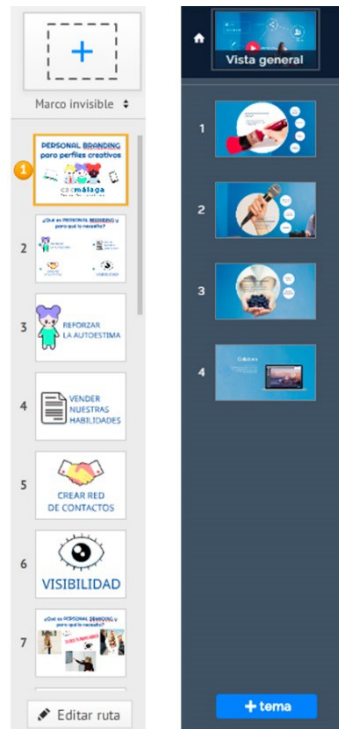 Marco invisible
1
PERSONAL BRANDING
para perfiles creativos
cacmálaga
2
¿Qué es PERSONAL BRANDING y
para qué lo necesito?
VISIBILIDAD
3
REFORZAR
LA AUTOESTIMA
4
VENDER
NUESTRAS
HABILIDADES
5
CREAR RED
DE CONTACTOS
6
VISIBILIDAD
7
¿Qué es PERSONAL BRANDING y
para qué lo necesito?
Editar ruta
Vista general
1
2
3
4
+ tema